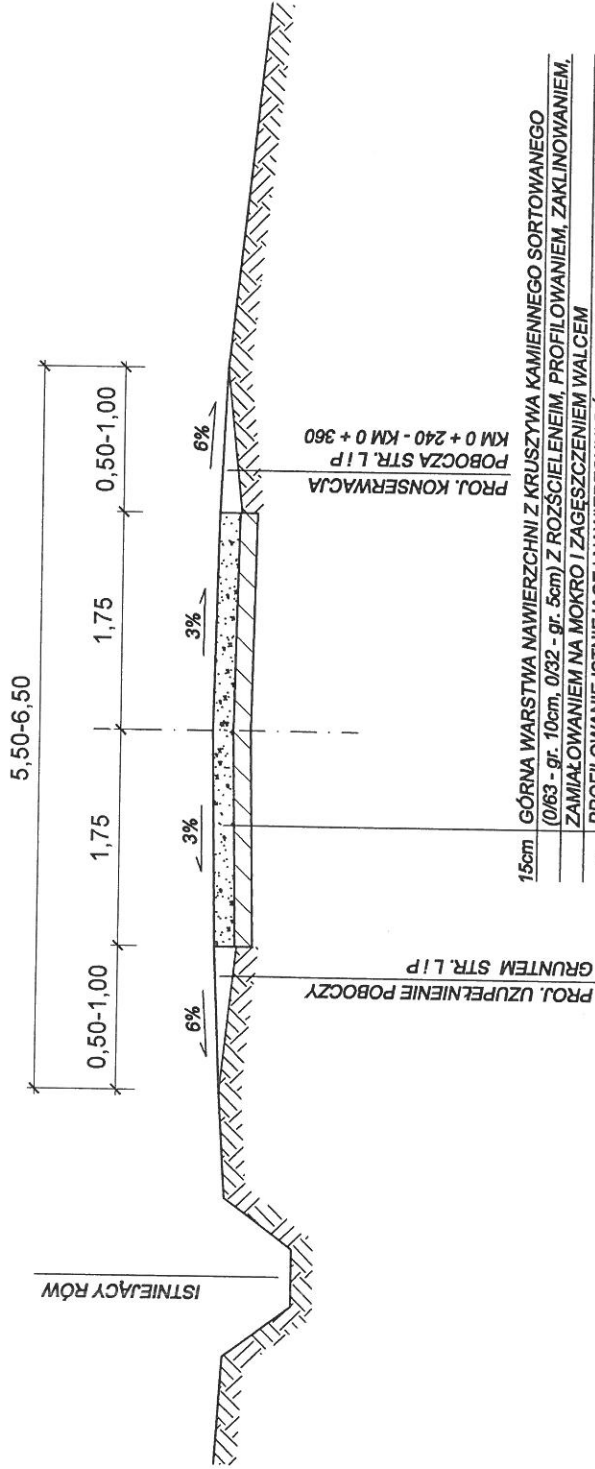 5,50-6,50
0,50-1,00
1,75
1,75
0,50-1,00
6%
3%
3%
6%
ISTNIEJĄCY RÓW
PROJ. UZUPEŁNIENIE POBOCZY
GRUNTEM STR. L i P
PROJ. KONSERWACJA
POBOCZA STR. L i P
KM 0 + 240 - KM 0 + 360
15cm GÓRNA WARSTWA NAWIERZCHNI Z KRUSZYWA KAMIENNEGO SORTOWANEGO
(0/63 - gr. 10cm, 0/32 - gr. 5cm) Z ROZŚCIELENEIM, PROFILOWANIEM, ZAKLINOWANIEM,
ZAMIAŁOWANIEM NA MOKRO I ZAGĘSZCZENIEM WALCEM
PROFILOWANIE ISTNIEJĄCEJ